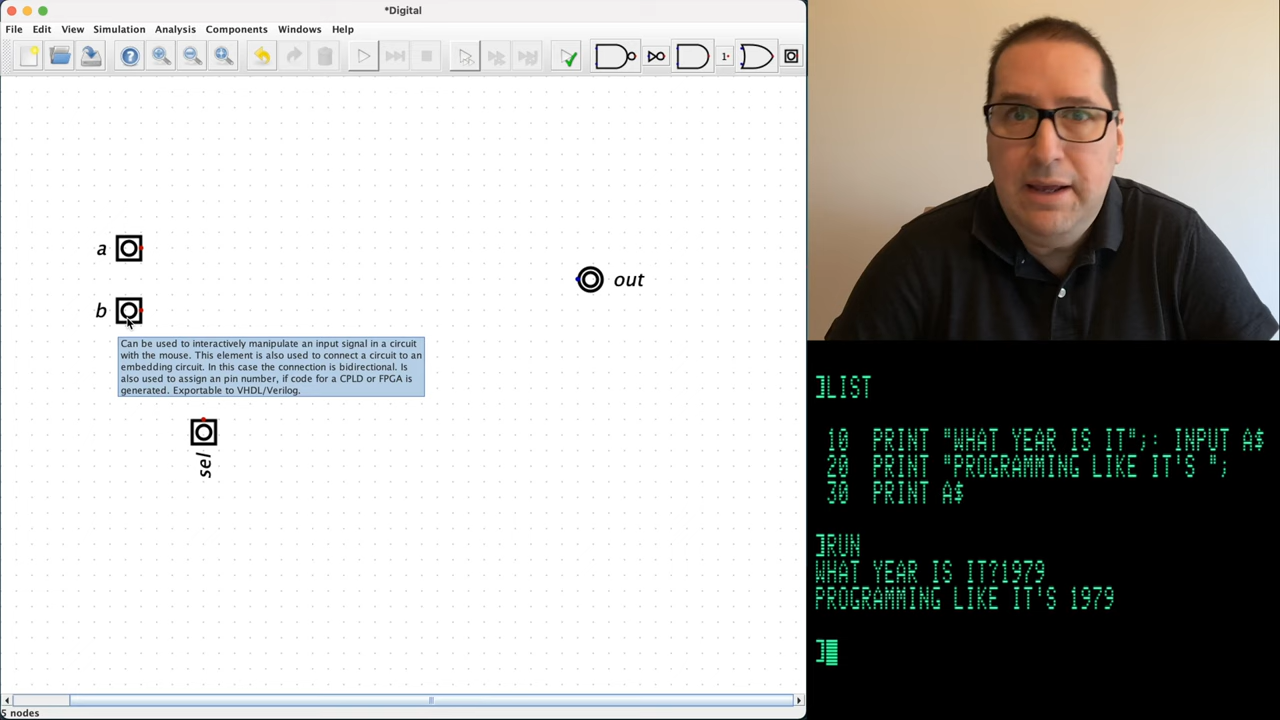 *Digital
File Edit View Simulation Analysis Components Windows Help
1
a
b
out
Can be used to interactively manipulate an input signal in a circuit
with the mouse. This element is also used to connect a circuit to an
embedding circuit. In this case the connection is bidirectional. Is
also used to assign an pin number, if code for a CPLD or FPGA is
generated. Exportable to VHDL/Verilog.
sel
5 nodes
]LIST
10 PRINT "WHAT YEAR IS IT";: INPUT A$
20 PRINT "PROGRAMMING LIKE IT'S ";
30 PRINT A$
]RUN
WHAT YEAR IS IT?1979
PROGRAMMING LIKE IT'S 1979
]